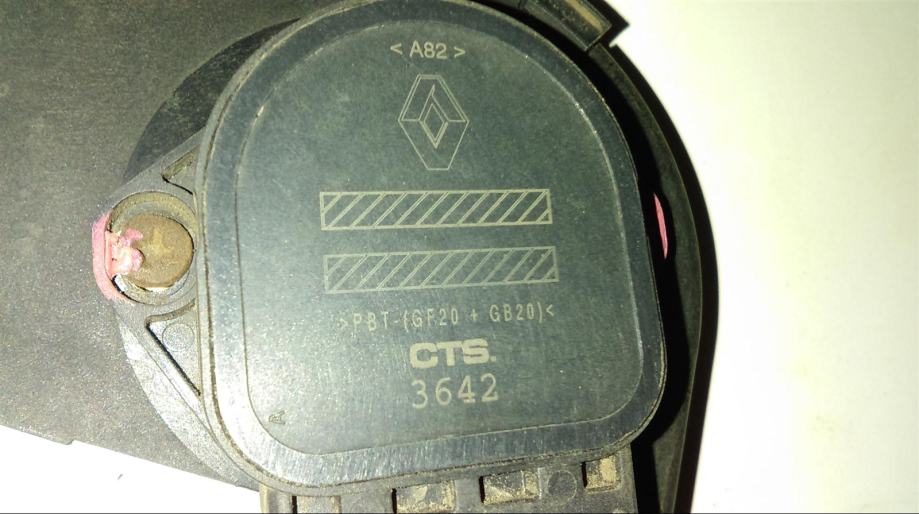 < A82 >
>PBT-(GF20 + GB20)<
CTS.
3642
A